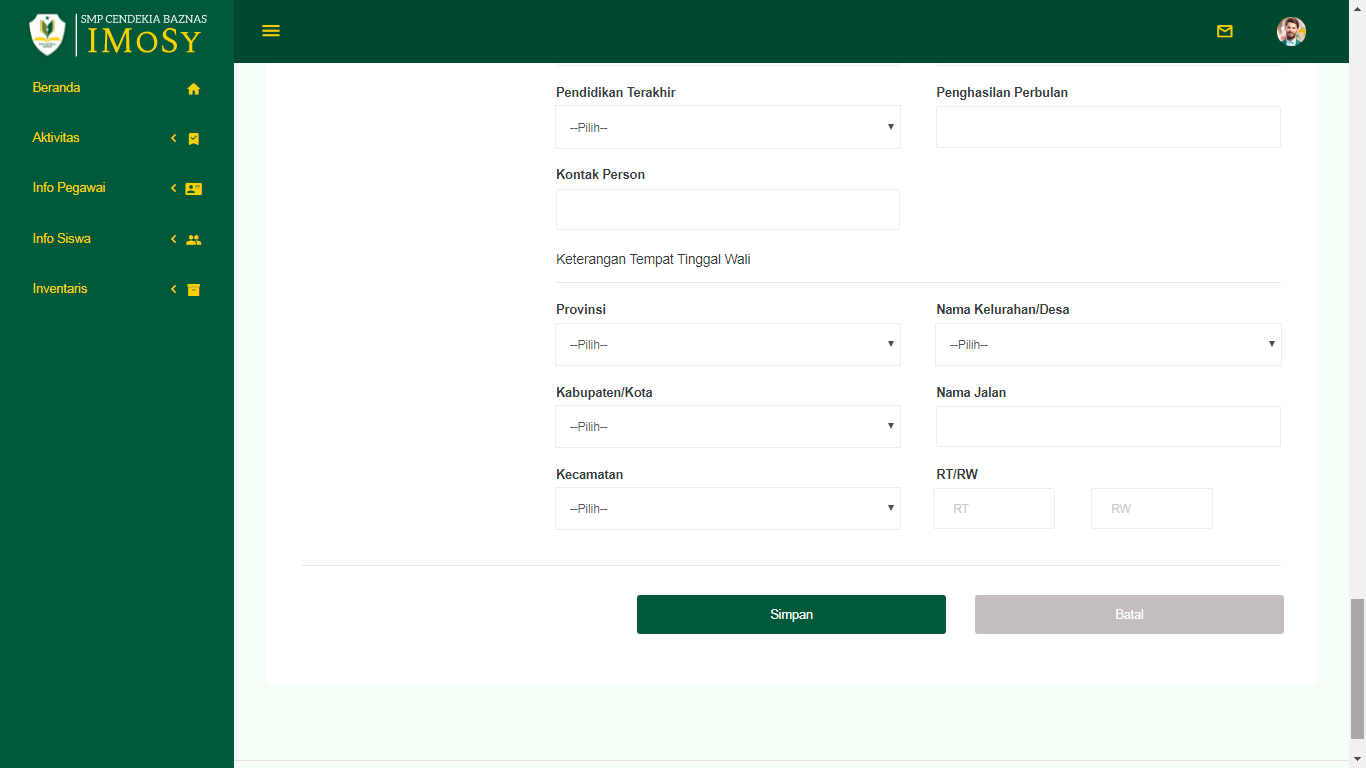 SMP CENDEKIA BAZNAS
IMoSy
Beranda
Aktivitas
Info Pegawai
Info Siswa
Inventaris
Pendidikan Terakhir
--Pilih--
Penghasilan Perbulan
Kontak Person
Keterangan Tempat Tinggal Wali
Provinsi
--Pilih--
Nama Kelurahan/Desa
--Pilih--
Kabupaten/Kota
--Pilih--
Nama Jalan
Kecamatan
--Pilih--
RT/RW
RT
RW
Simpan
Batal